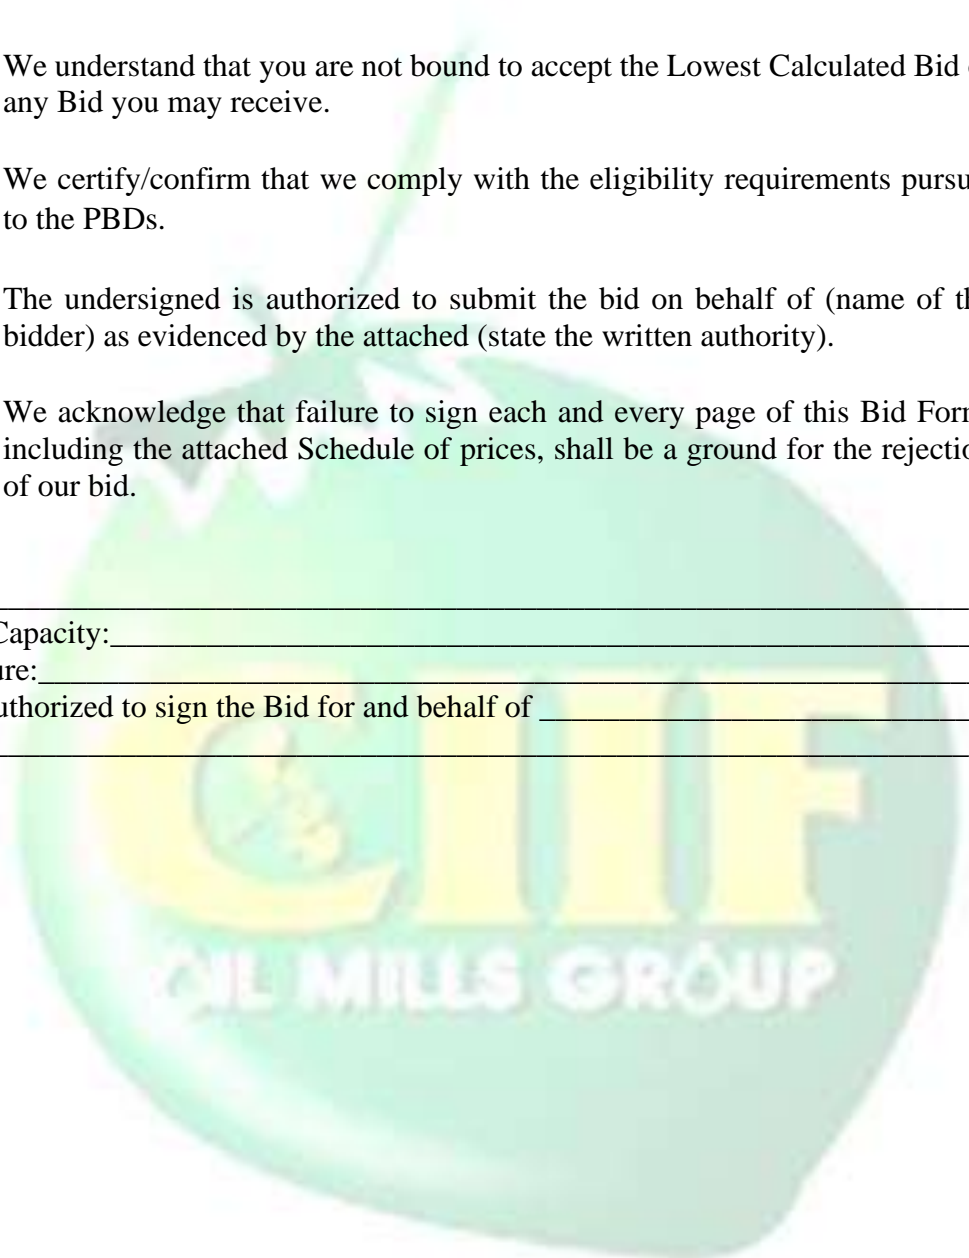 We understand that you are not bound to accept the Lowest Calculated Bid
any Bid you may receive.
We certify/confirm that we comply with the eligibility requirements pursu
to the PBDs.
The undersigned is authorized to submit the bid on behalf of (name of th
bidder) as evidenced by the attached (state the written authority).
We acknowledge that failure to sign each and every page of this Bid Form
including the attached Schedule of prices, shall be a ground for the rejectio
of our bid.
Capacity:____________________
ure:____________________
uthorized to sign the Bid for and behalf of ____________________
CIIF
OIL MILLS GROUP